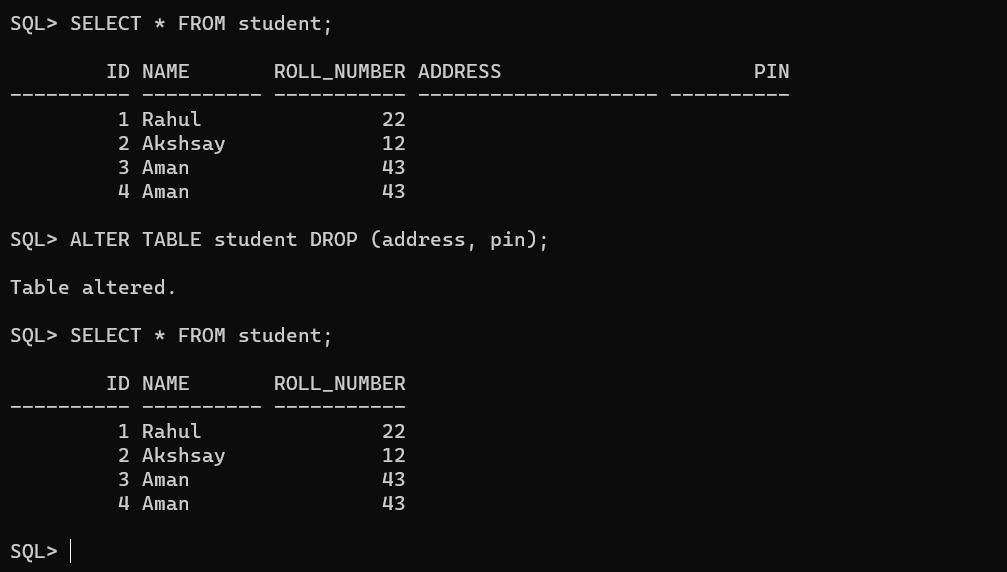 SQL> SELECT * FROM student;
        ID NAME       ROLL_NUMBER ADDRESS                     PIN
---------- ---------- ----------- -------------------- ----------
         1 Rahul               22
         2 Akshsay             12
         3 Aman                43
         4 Aman                43
SQL> ALTER TABLE student DROP (address, pin);
Table altered.
SQL> SELECT * FROM student;
        ID NAME       ROLL_NUMBER
---------- ---------- -----------
         1 Rahul               22
         2 Akshsay             12
         3 Aman                43
         4 Aman                43
SQL>